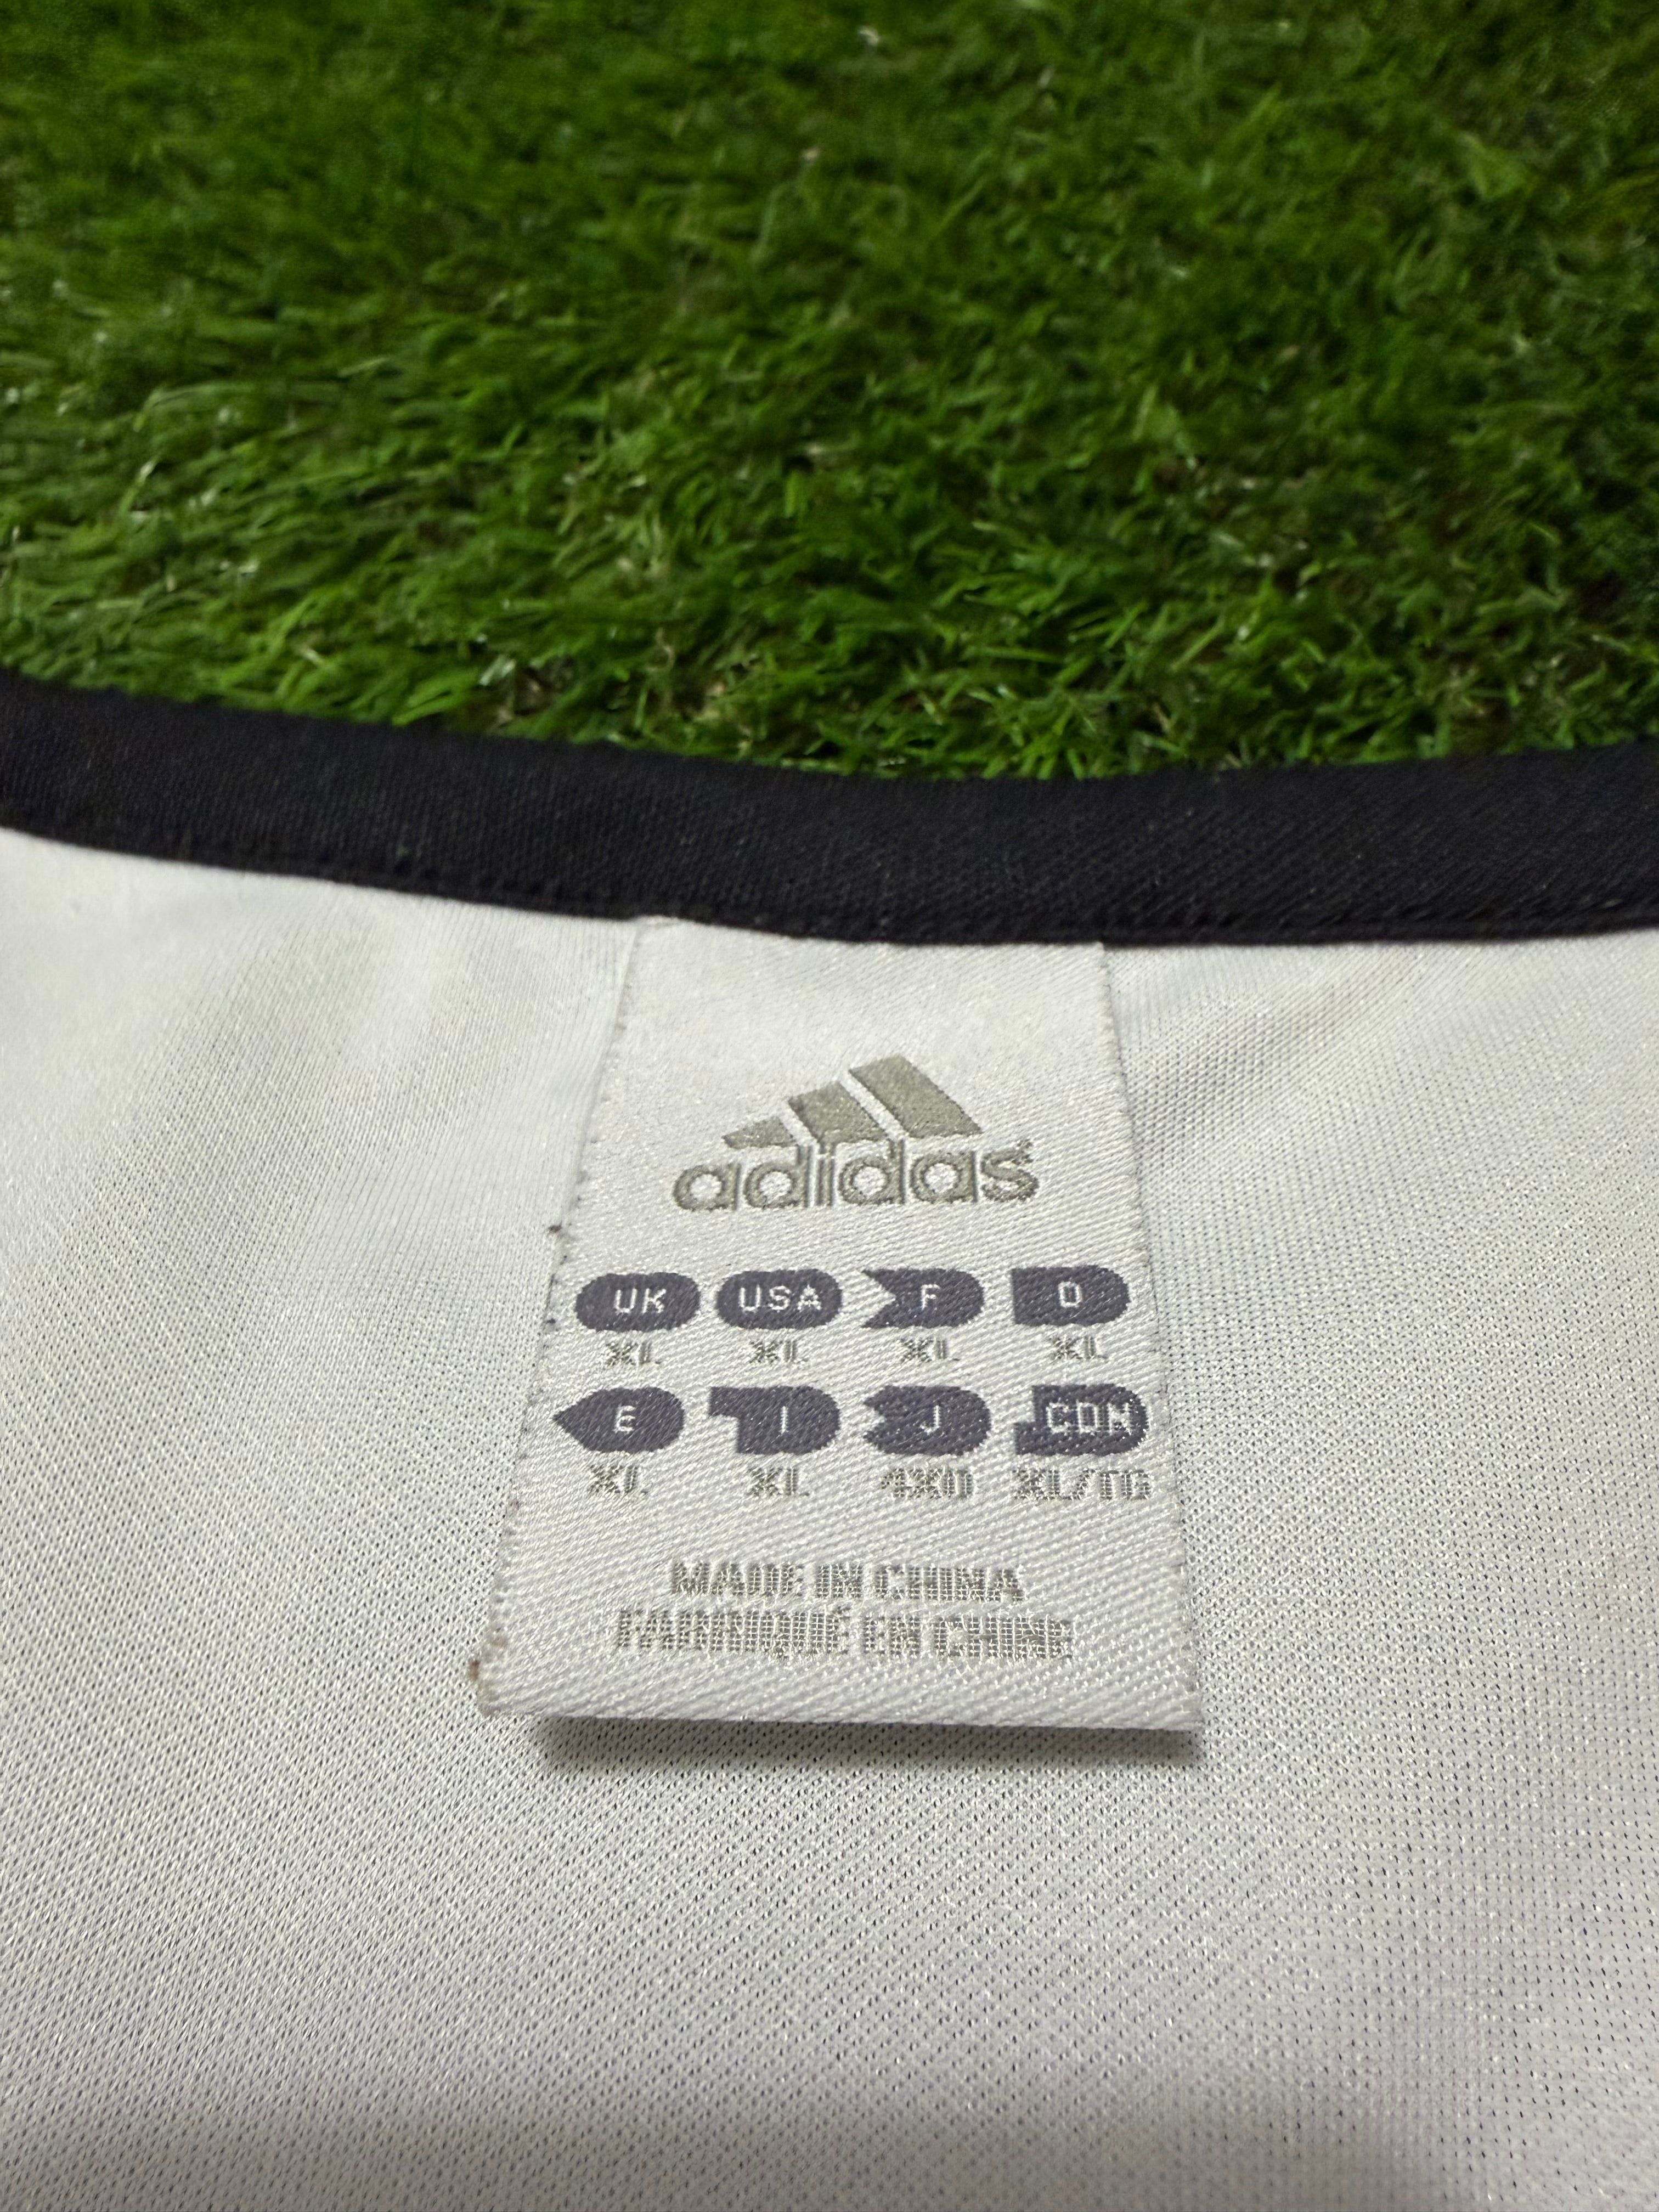 adidas
UK USA F D
XL XL XL XL
E I J CDN
XL XL 4XO XL/TG
MADE IN CHINA
FABRIQUÉ EN CHINE